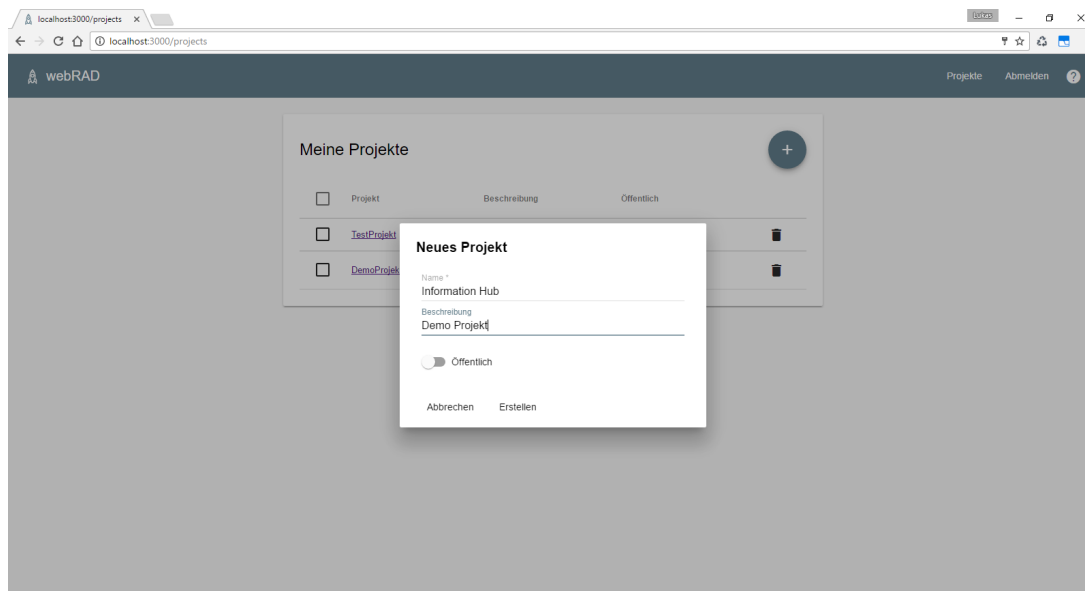 localhost:3000/projects
Lukas
localhost:3000/projects
webRAD
Projekte Abmelden ?
Meine Projekte
+
Projekt Beschreibung Öffentlich
TestProjekt
DemoProjek
Neues Projekt
Name *
Information Hub
Beschreibung
Demo Projekt
Öffentlich
Abbrechen Erstellen